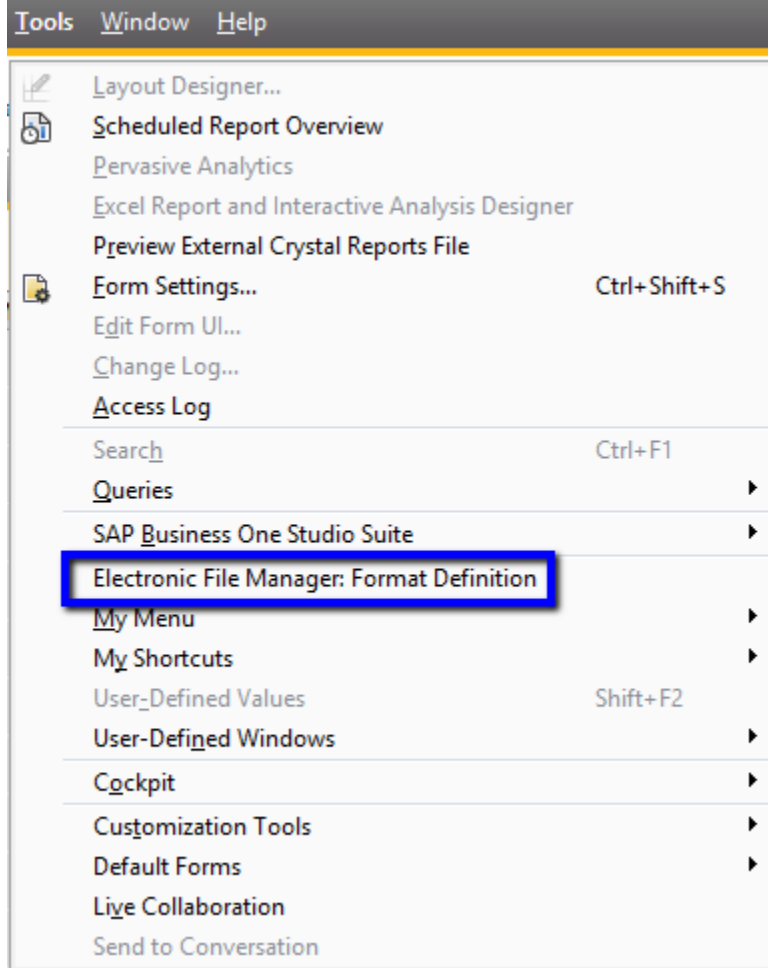 Tools Window Help
Layout Designer...
Scheduled Report Overview
Pervasive Analytics
Excel Report and Interactive Analysis Designer
Preview External Crystal Reports File
Form Settings... Ctrl+Shift+S
Edit Form UI...
Change Log...
Access Log
Search Ctrl+F1
Queries
SAP Business One Studio Suite
Electronic File Manager: Format Definition
My Menu
My Shortcuts
User-Defined Values Shift+F2
User-Defined Windows
Cockpit
Customization Tools
Default Forms
Live Collaboration
Send to Conversation